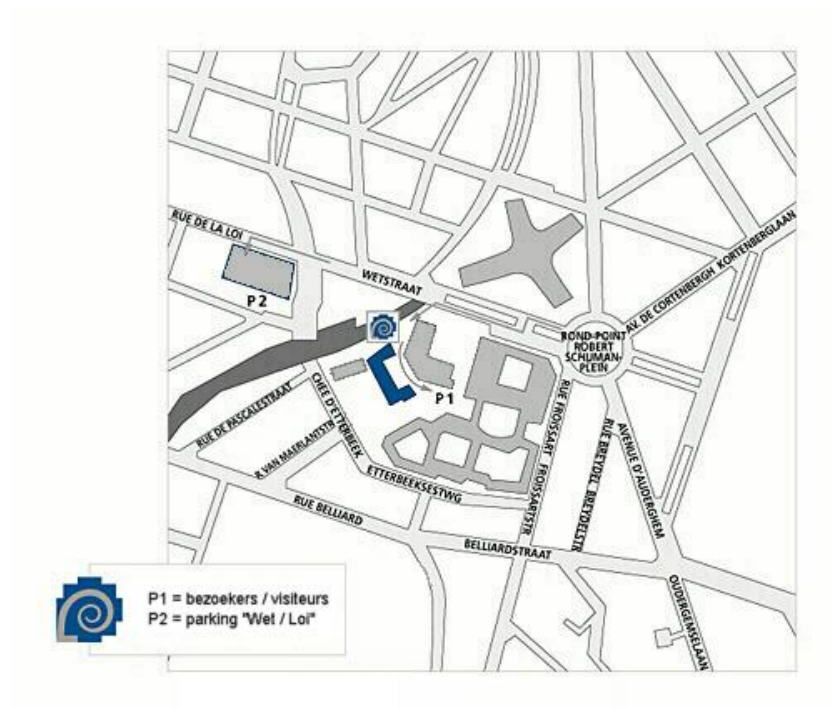 RUE DE LA LOI
P2
WETSTRAAT
AV. DE CORTENBERGH KORTENBERGLAAN
ROND-POINT
ROBERT
SCHUMAN-
PLEIN
P1
RUE DE PASCALESTRAAT
R. VAN MAERLANTSTR
CHEE D'ETTERBEEK
ETTERBEEKSESTWG
RUE FROISSART FROISSARTSTR
RUE BREYDEL BREYDELSTR
AVENUE D'AUDERGHEM
RUE BELLIARD
BELLIARDSTRAAT
OUDERGEMSELAAN
P1 = bezoekers / visiteurs
P2 = parking "Wet / Loi"